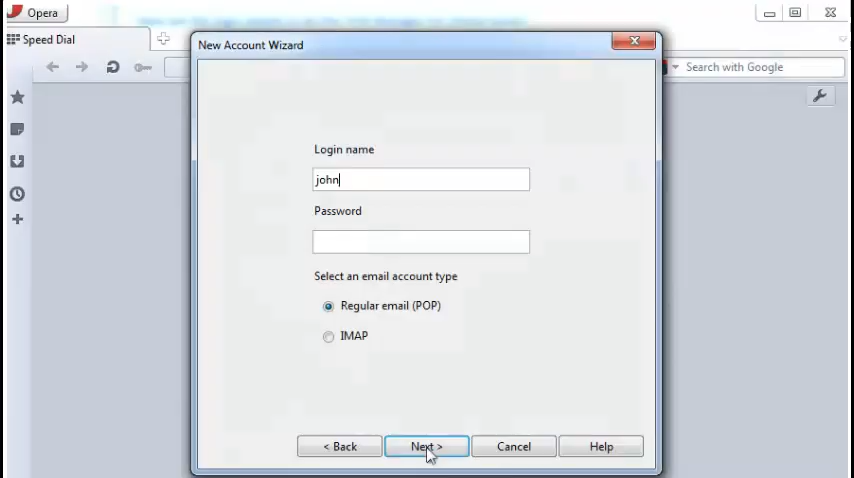 Opera
Speed Dial
New Account Wizard
Search with Google
Login name
john
Password
Select an email account type
Regular email (POP)
IMAP
< Back
Next >
Cancel
Help